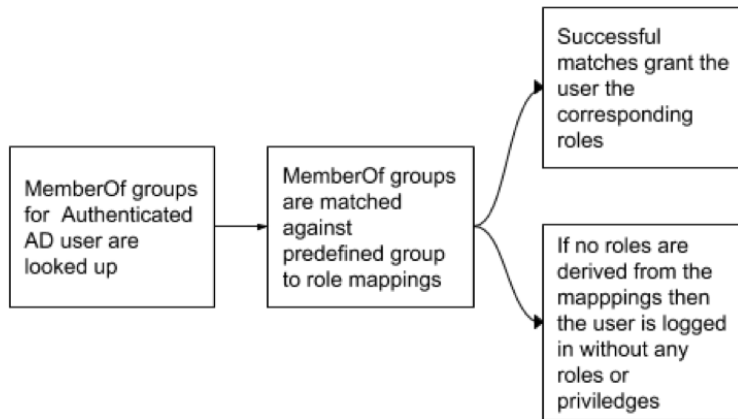 MemberOf groups
for  Authenticated
AD user are
looked up
MemberOf groups
are matched
against
predefined group
to role mappings
Successful
matches grant the
user the
corresponding
roles
If no roles are
derived from the
mapppings then
the user is logged
in without any
roles or
priviledges